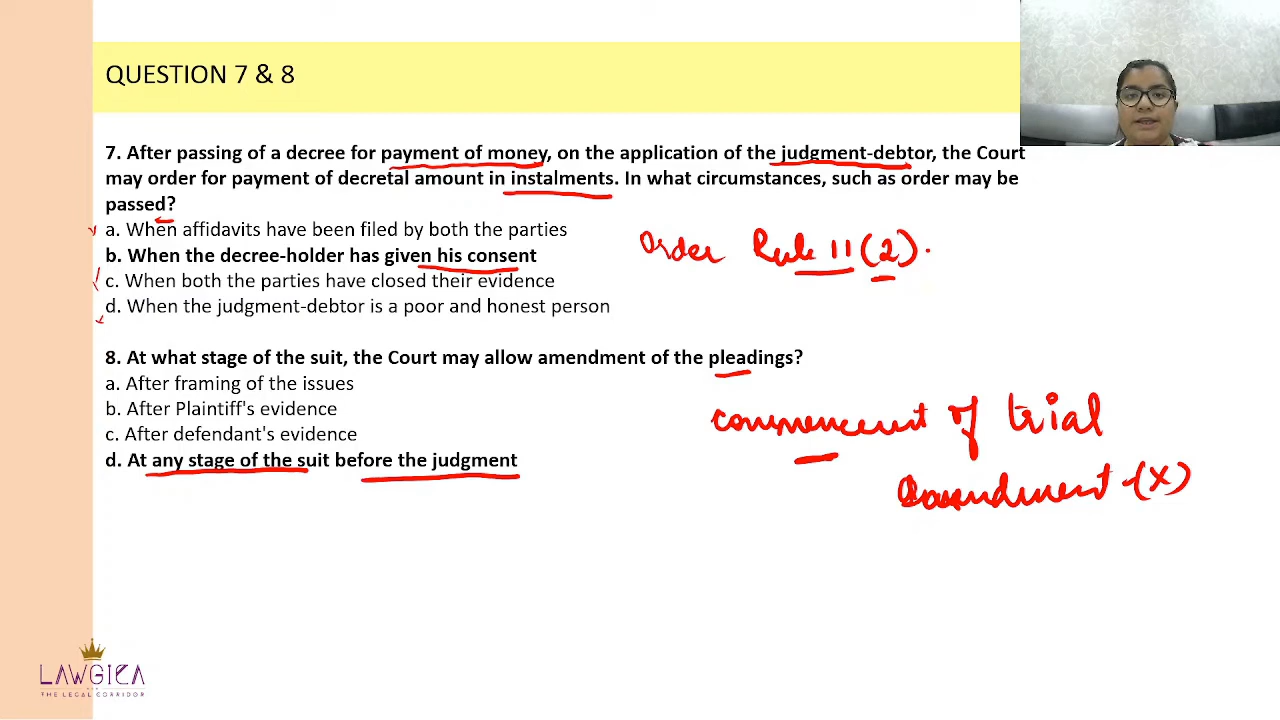 QUESTION 7 & 8
7. After passing of a decree for payment of money, on the application of the judgment-debtor, the Court
may order for payment of decretal amount in instalments. In what circumstances, such as order may be
passed?
a. When affidavits have been filed by both the parties
b. When the decree-holder has given his consent
c. When both the parties have closed their evidence
d. When the judgment-debtor is a poor and honest person
Order Rule 11 (2).
8. At what stage of the suit, the Court may allow amendment of the pleadings?
a. After framing of the issues
b. After Plaintiff's evidence
c. After defendant's evidence
d. At any stage of the suit before the judgment
commencement of trial
amendment (X)
LAWGICA
THE LEGAL CORRIDOR